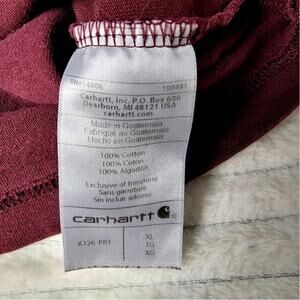 RN#14806 100481
Carhartt, Inc. P.O. Box 600
Dearborn, MI 48121 USA
carhartt.com
Made in Guatemala
Fabriqué au Guatemala
Hecho en Guatemala
100% Cotton
100% Coton
100% Algodón
Exclusive of trimming
Sans garniture
Sin incluir adorno
carhartt
K126 PRT XL
TG
XG